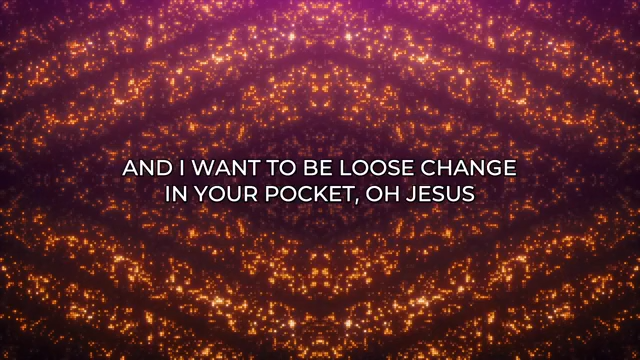 AND I WANT TO BE LOOSE CHANGE
IN YOUR POCKET, OH JESUS